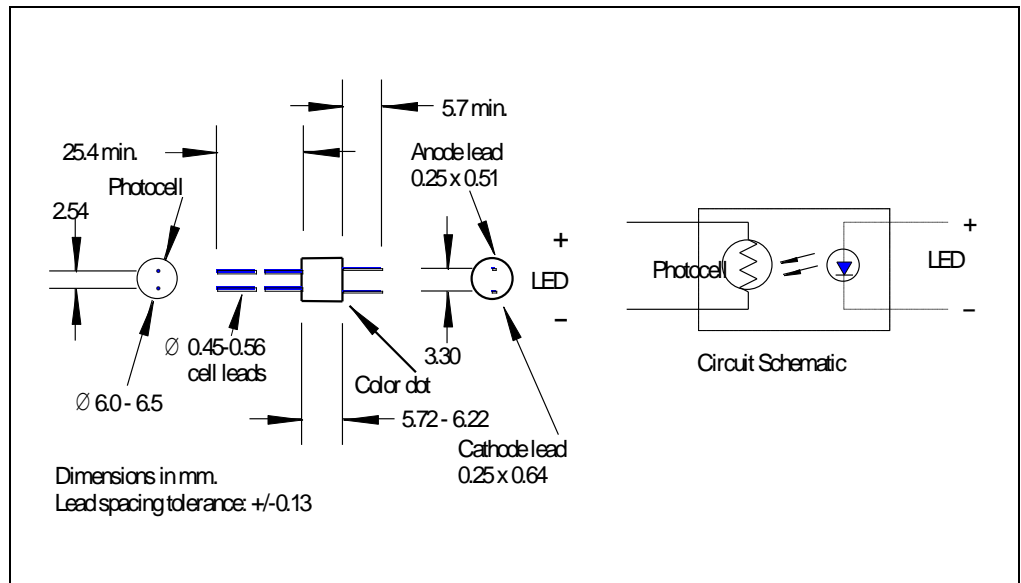 5.7 min.
25.4 min.
Anode lead
0.25 x 0.51
Photocell
2.54
+
LED
−
Ø 0.45-0.56
cell leads
3.30
Color dot
Ø 6.0 - 6.5
5.72 - 6.22
Cathode lead
0.25 x 0.64
Dimensions in mm.
Lead spacing tolerance: +/-0.13
+
Photocell
LED
−
Circuit Schematic